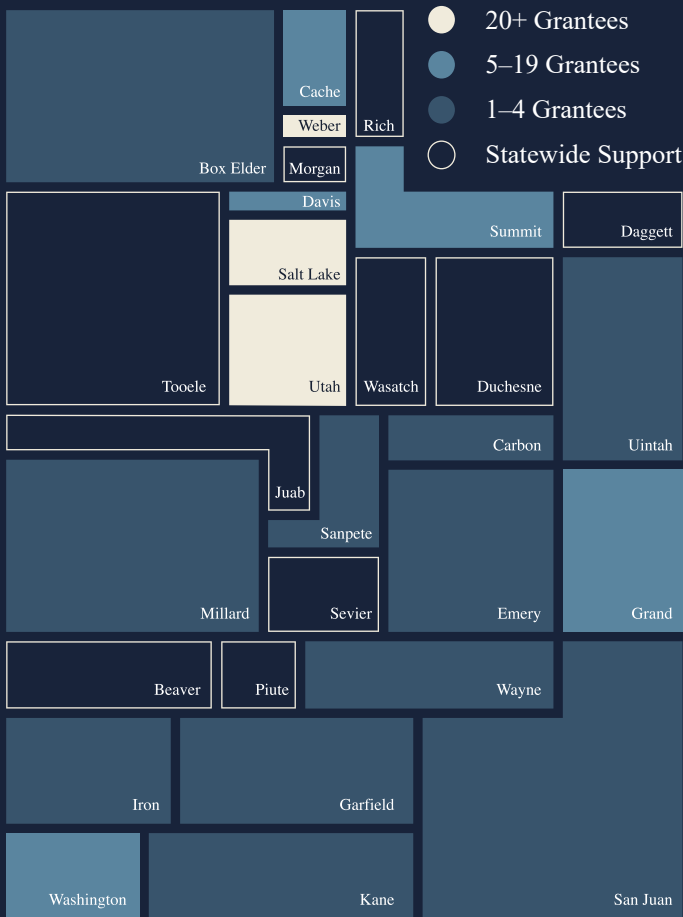 20+ Grantees
5–19 Grantees
1–4 Grantees
Statewide Support
Cache
Weber
Rich
Box Elder
Morgan
Davis
Summit
Daggett
Salt Lake
Tooele
Utah
Wasatch
Duchesne
Carbon
Uintah
Juab
Sanpete
Millard
Sevier
Emery
Grand
Beaver
Piute
Wayne
Iron
Garfield
Washington
Kane
San Juan